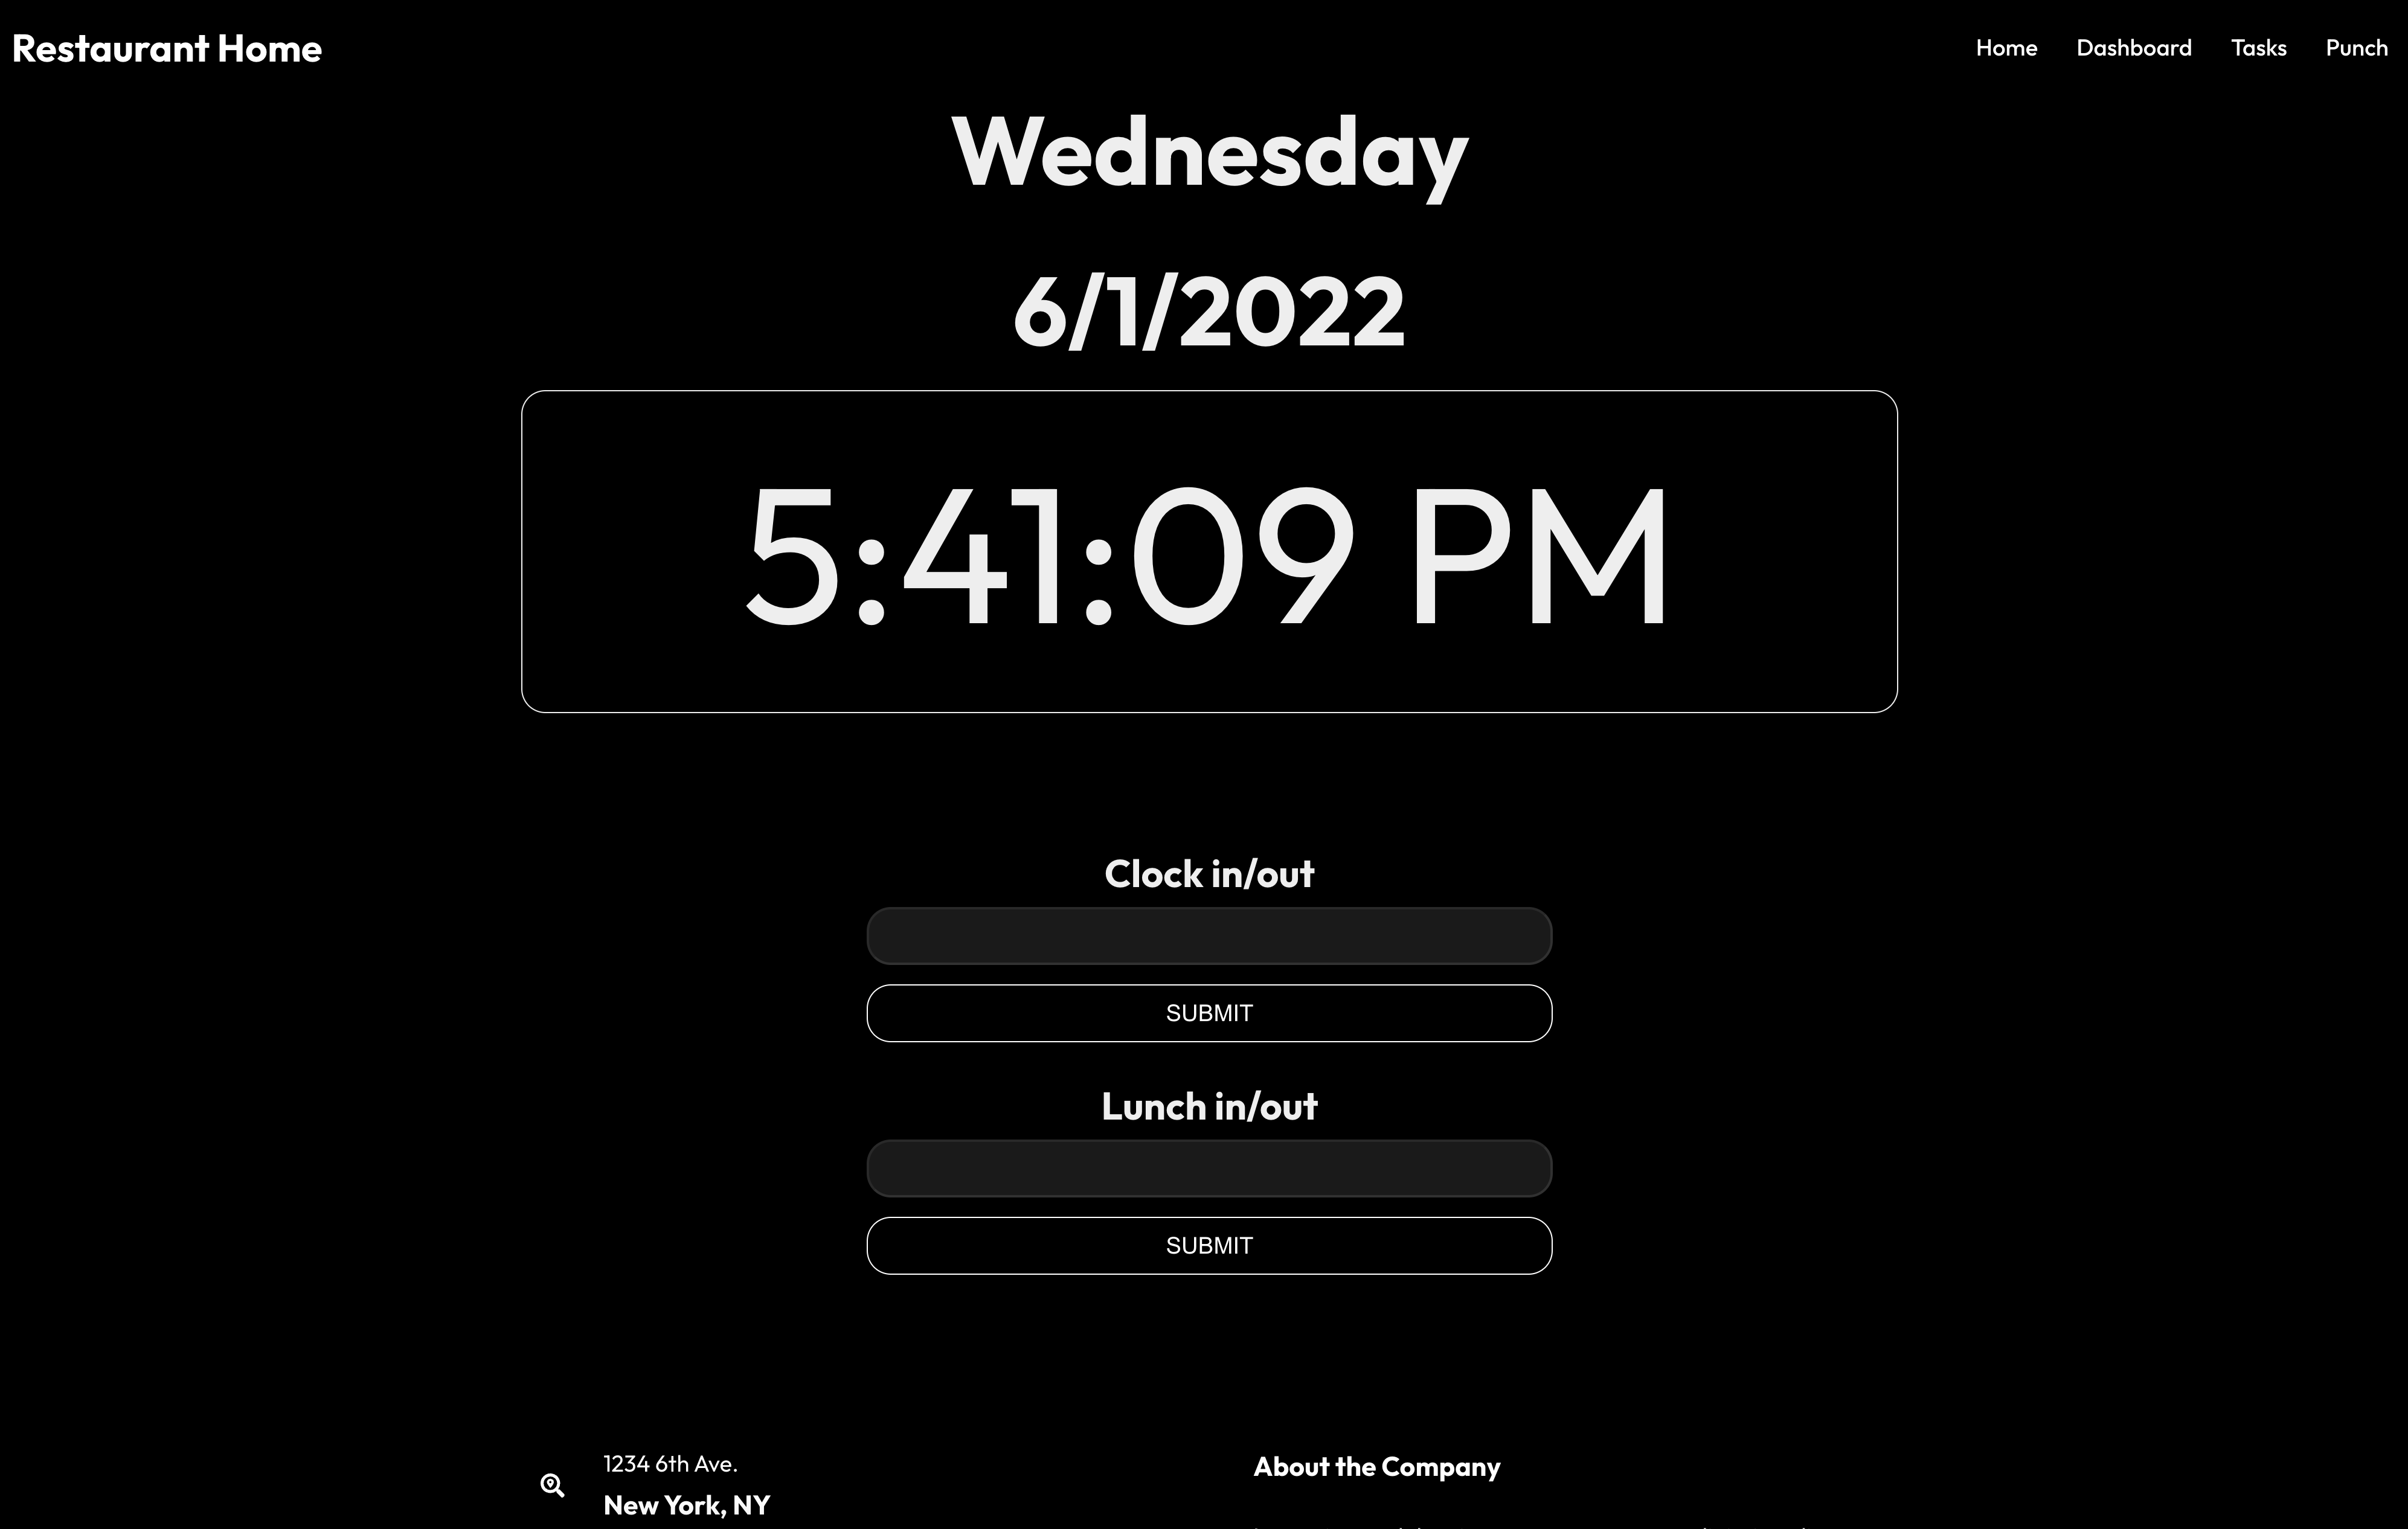 Restaurant Home
Home Dashboard Tasks Punch
Wednesday
6/1/2022
5:41:09 PM
Clock in/out
SUBMIT
Lunch in/out
SUBMIT
1234 6th Ave.
New York, NY
About the Company